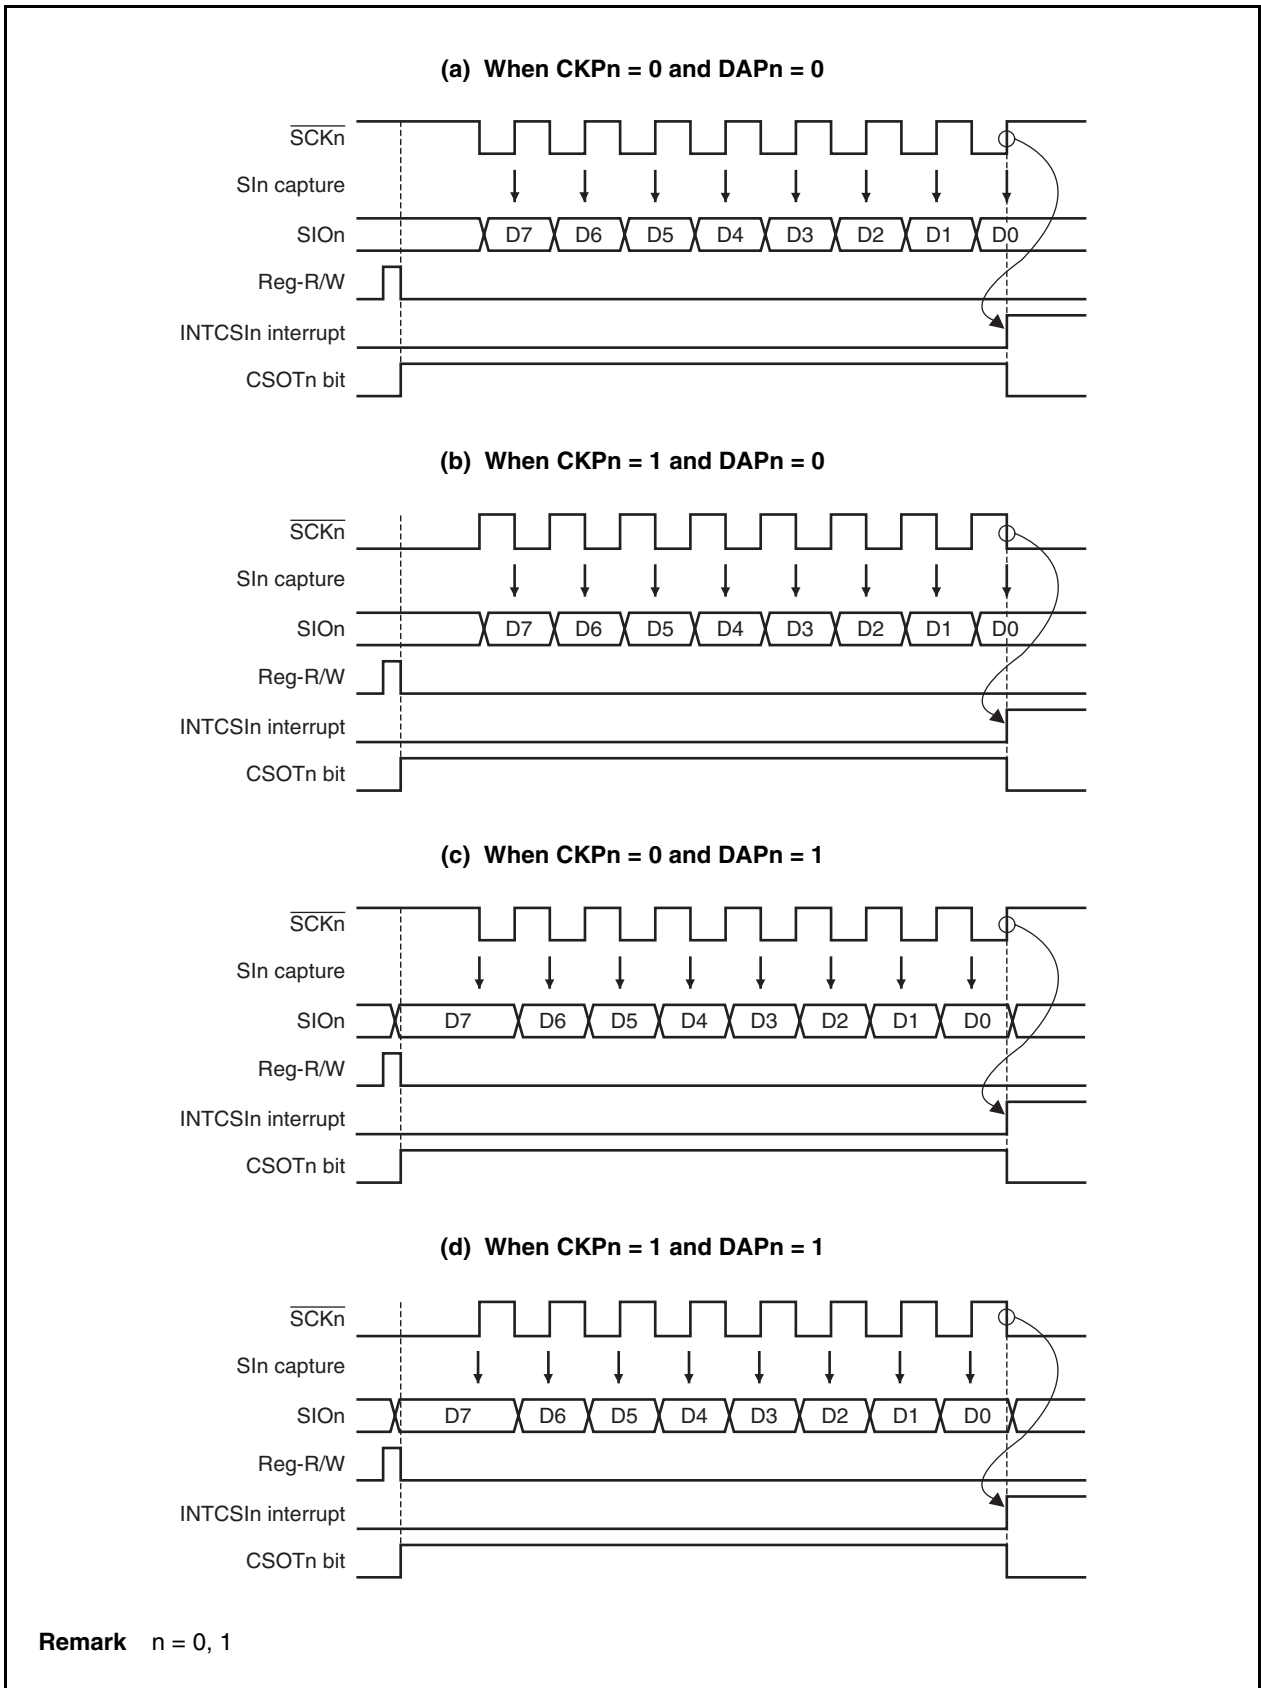 (a) When CKPn = 0 and DAPn = 0
SCKn
SIn capture
SIOn D7 D6 D5 D4 D3 D2 D1 D0
Reg-R/W
INTCSIn interrupt
CSOTn bit
(b) When CKPn = 1 and DAPn = 0
SCKn
SIn capture
SIOn D7 D6 D5 D4 D3 D2 D1 D0
Reg-R/W
INTCSIn interrupt
CSOTn bit
(c) When CKPn = 0 and DAPn = 1
SCKn
SIn capture
SIOn D7 D6 D5 D4 D3 D2 D1 D0
Reg-R/W
INTCSIn interrupt
CSOTn bit
(d) When CKPn = 1 and DAPn = 1
SCKn
SIn capture
SIOn D7 D6 D5 D4 D3 D2 D1 D0
Reg-R/W
INTCSIn interrupt
CSOTn bit
Remark n = 0, 1